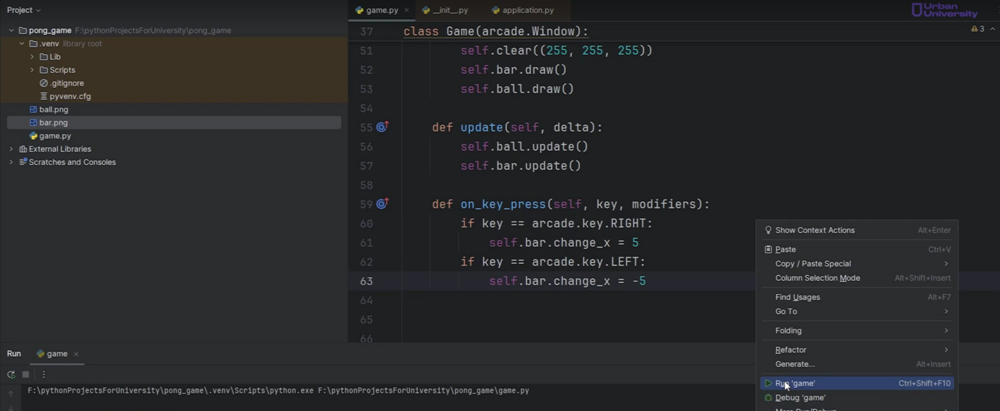 Project
pong_game F:\pythonProjectsForUniversity\pong_game
.venv library root
Lib
Scripts
.gitignore
pyvenv.cfg
ball.png
bar.png
game.py
External Libraries
Scratches and Consoles
game.py × __init__.py application.py
Urban
University
3
37 class Game(arcade.Window):
51 self.clear((255, 255, 255))
52 self.bar.draw()
53 self.ball.draw()
54
55 def update(self, delta):
56 self.ball.update()
57 self.bar.update()
58
59 def on_key_press(self, key, modifiers):
60 if key == arcade.key.RIGHT:
61 self.bar.change_x = 5
62 if key == arcade.key.LEFT:
63 self.bar.change_x = -5
64
65
66
Show Context Actions Alt+Enter
Paste Ctrl+V
Copy / Paste Special
Column Selection Mode Alt+Shift+Insert
Find Usages Alt+F7
Go To
Folding
Refactor
Generate... Alt+Insert
Run 'game' Ctrl+Shift+F10
Debug 'game'
More Run/Debug
Run game ×
F:\pythonProjectsForUniversity\pong_game\.venv\Scripts\python.exe F:\pythonProjectsForUniversity\pong_game\game.py